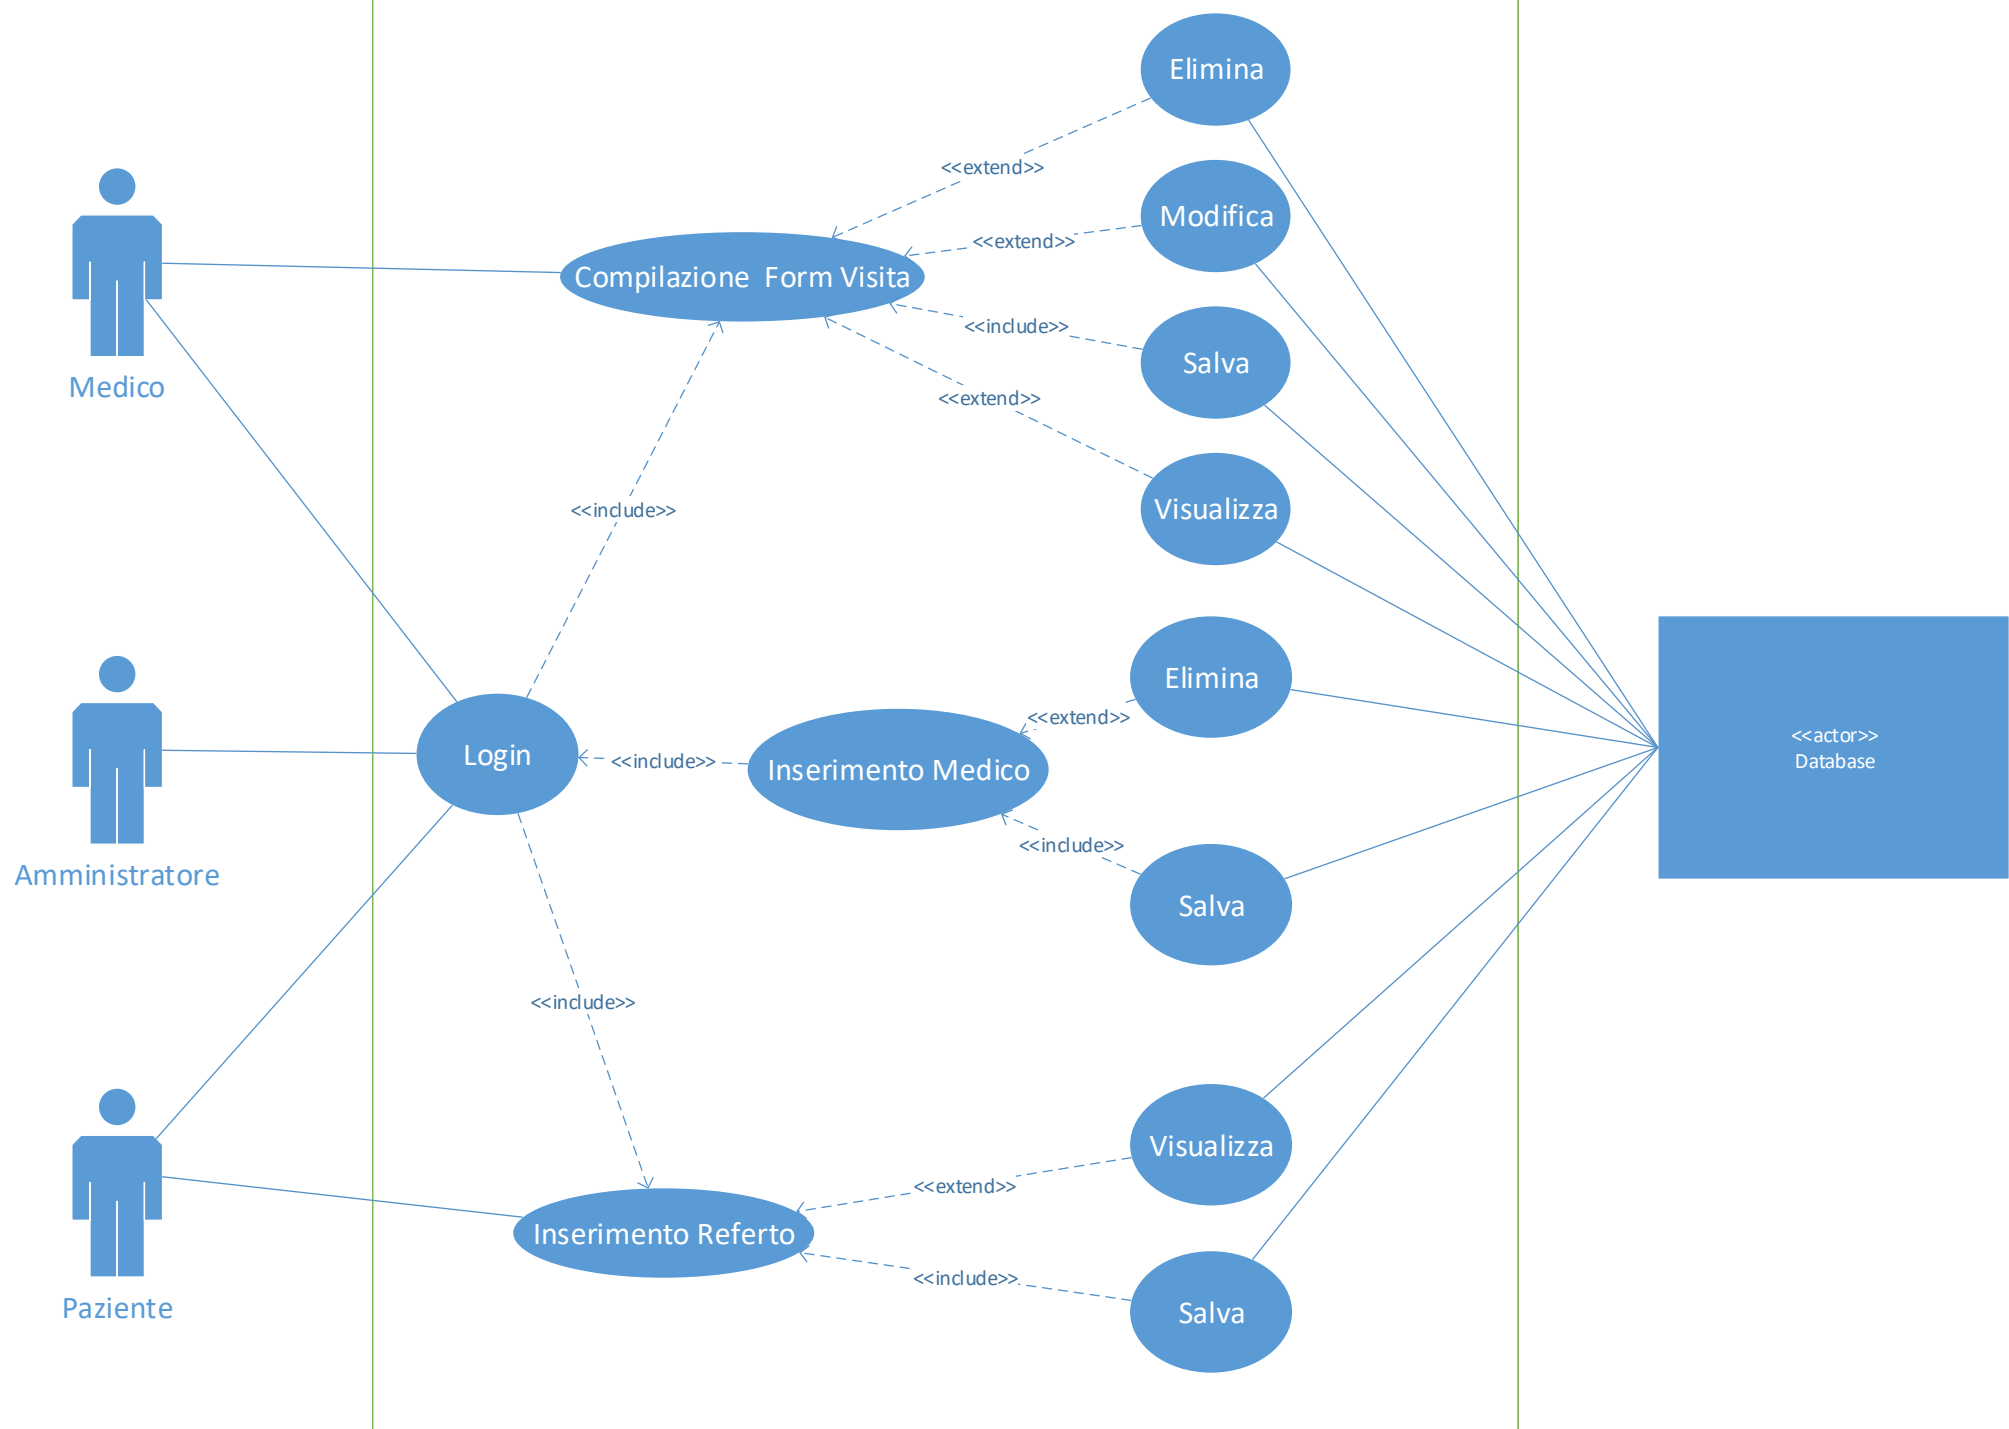 Elimina
<<extend>>
Modifica
<<extend>>
Compilazione  Form Visita
<<include>>
Salva
Medico
<<extend>>
Visualizza
<<include>>
Elimina
<<extend>>
<<actor>>
Database
Login
<<include>>
Inserimento Medico
<<include>>
Amministratore
Salva
<<include>>
Visualizza
<<extend>>
Inserimento Referto
<<include>>
Paziente
Salva